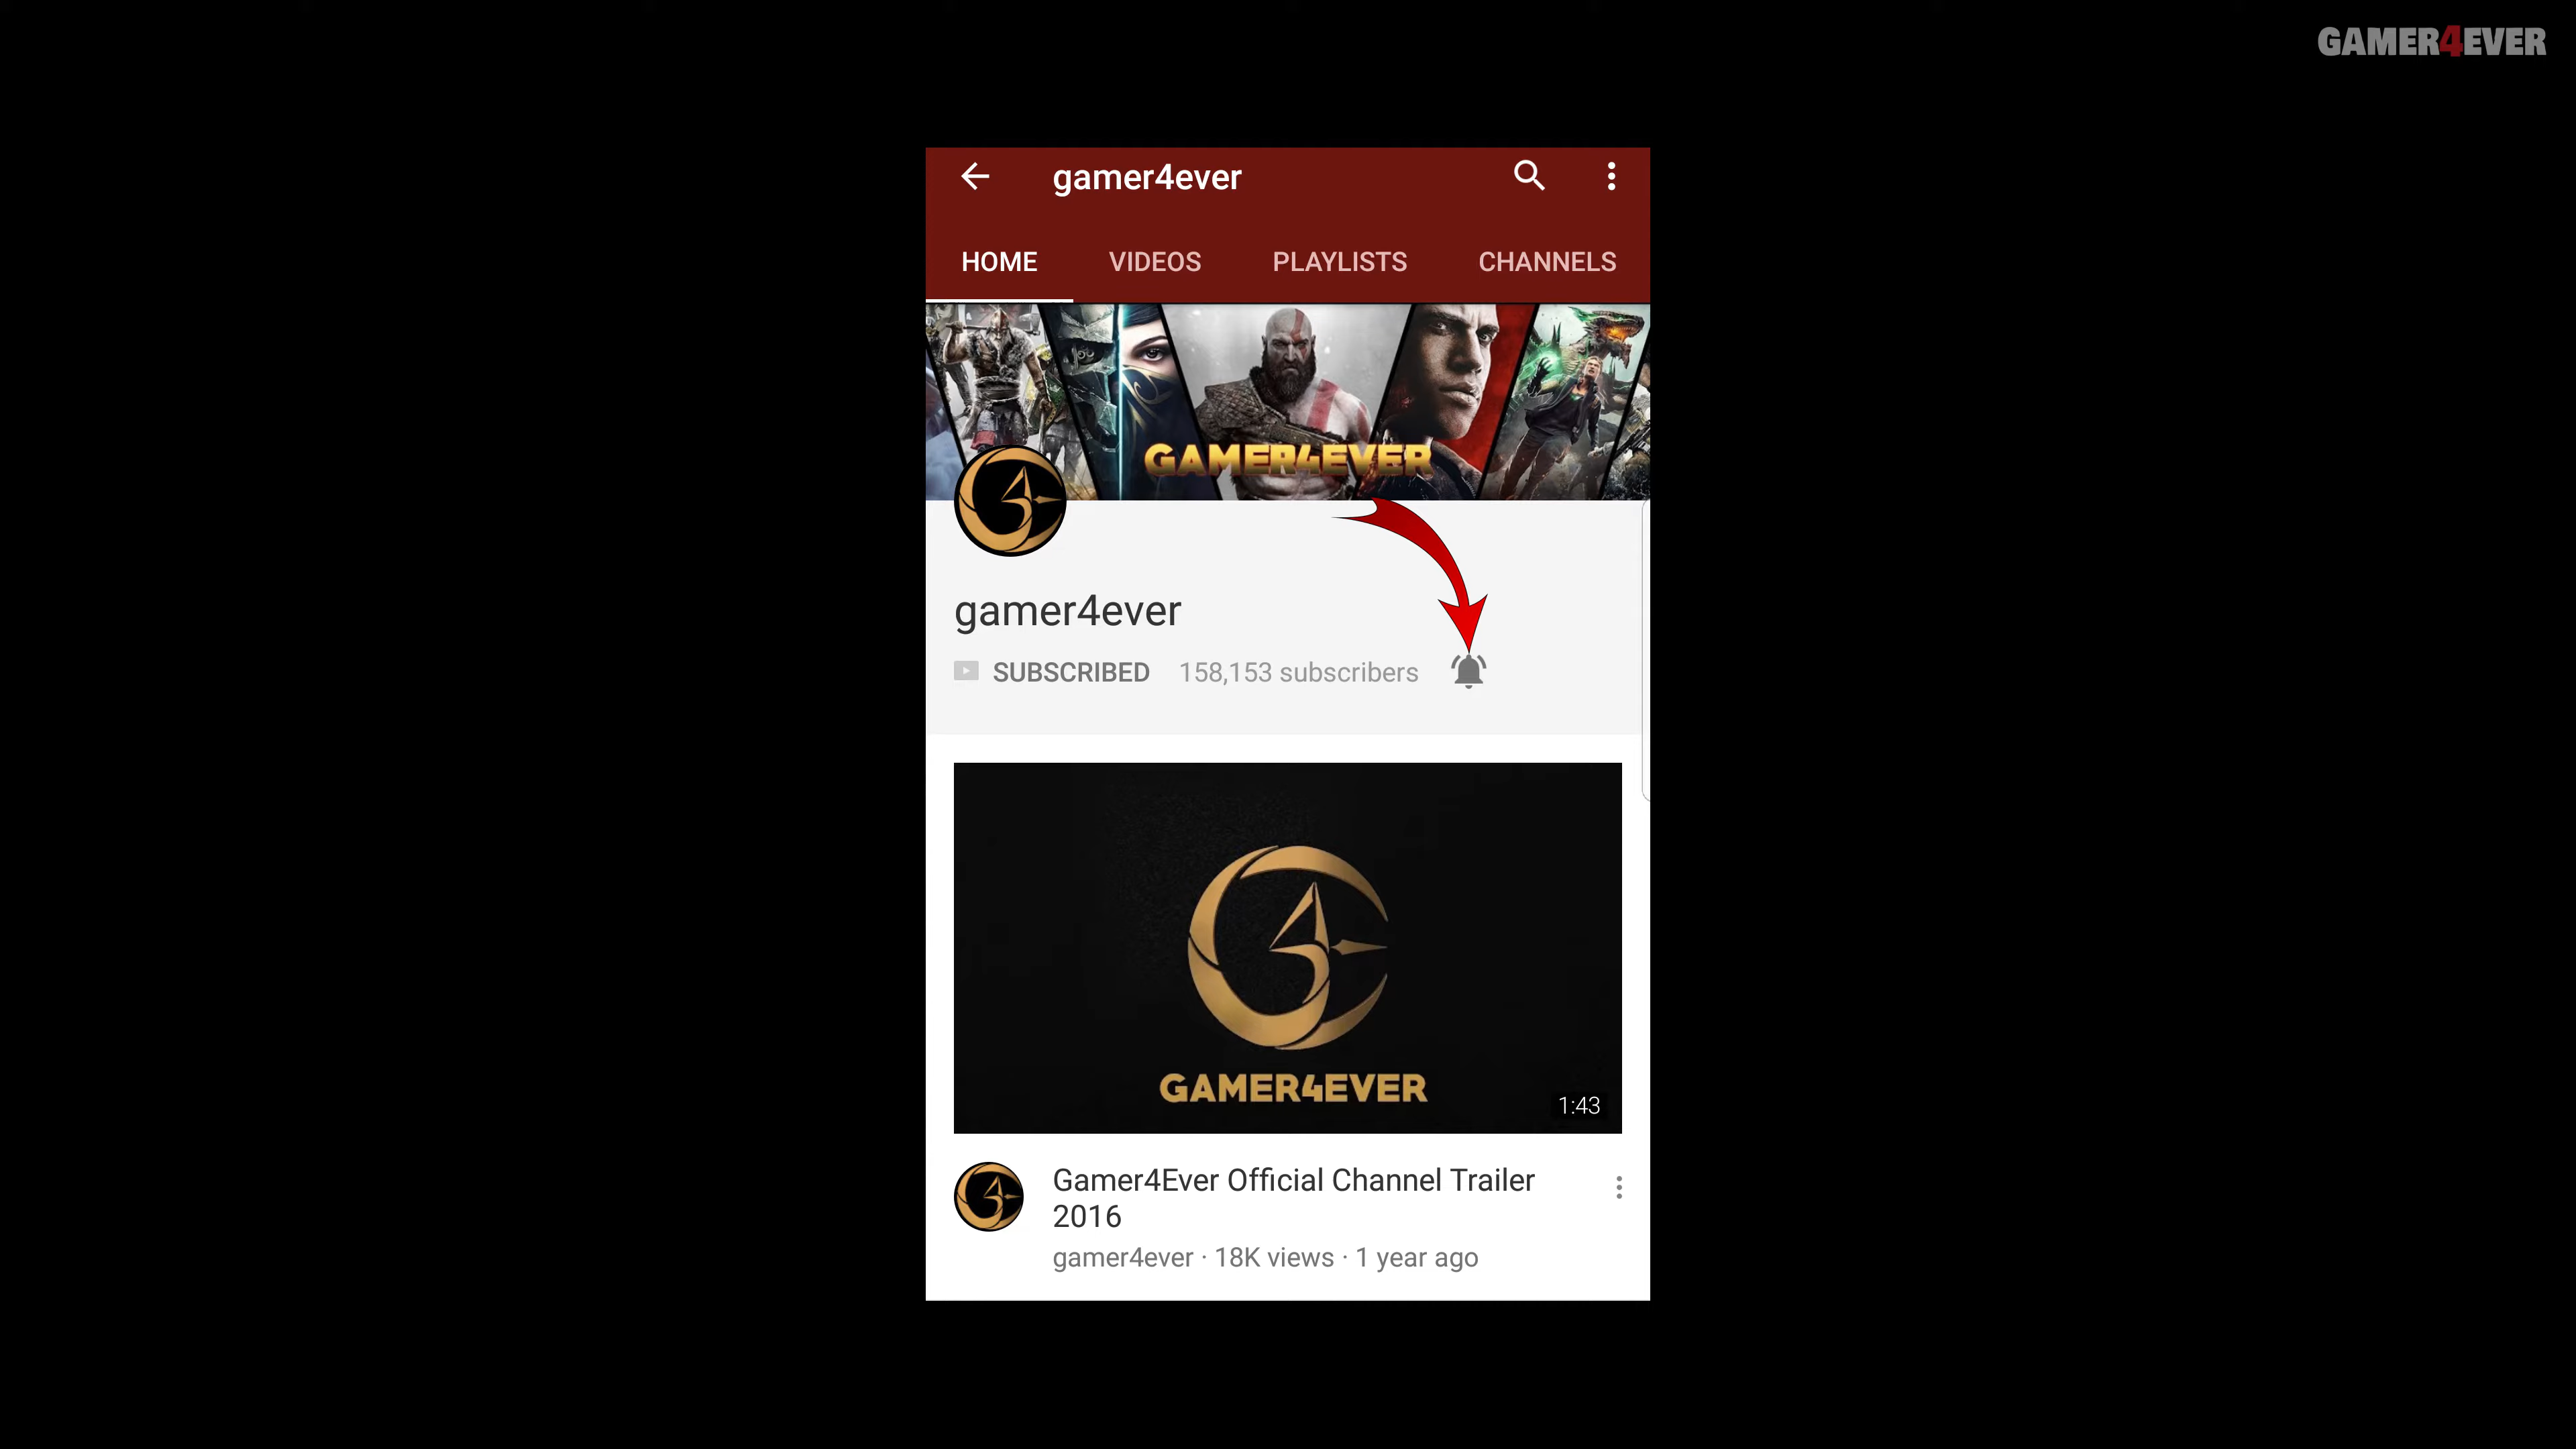 GAMER4EVER
gamer4ever
HOME VIDEOS PLAYLISTS CHANNELS
GAMER4EVER
gamer4ever
SUBSCRIBED 158,153 subscribers
GAMER4EVER
1:43
Gamer4Ever Official Channel Trailer
2016
gamer4ever · 18K views · 1 year ago